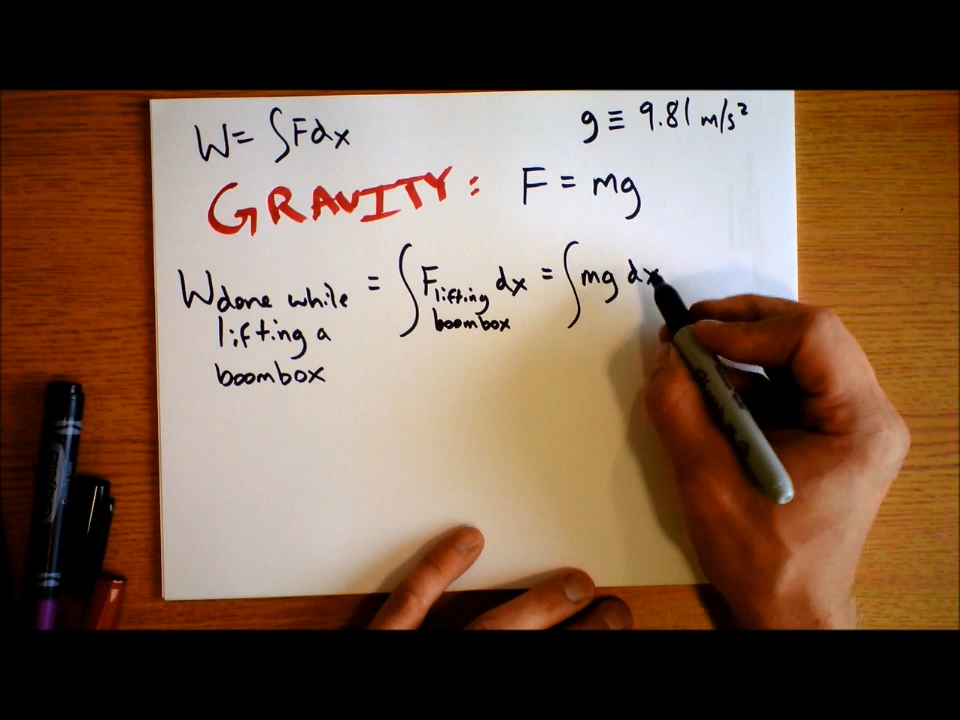 W = ∫F dx
g ≡ 9.81 m/s²
GRAVITY: F = mg
W done while = ∫F lifting dx = ∫mg dx
lifting a boombox
boombox